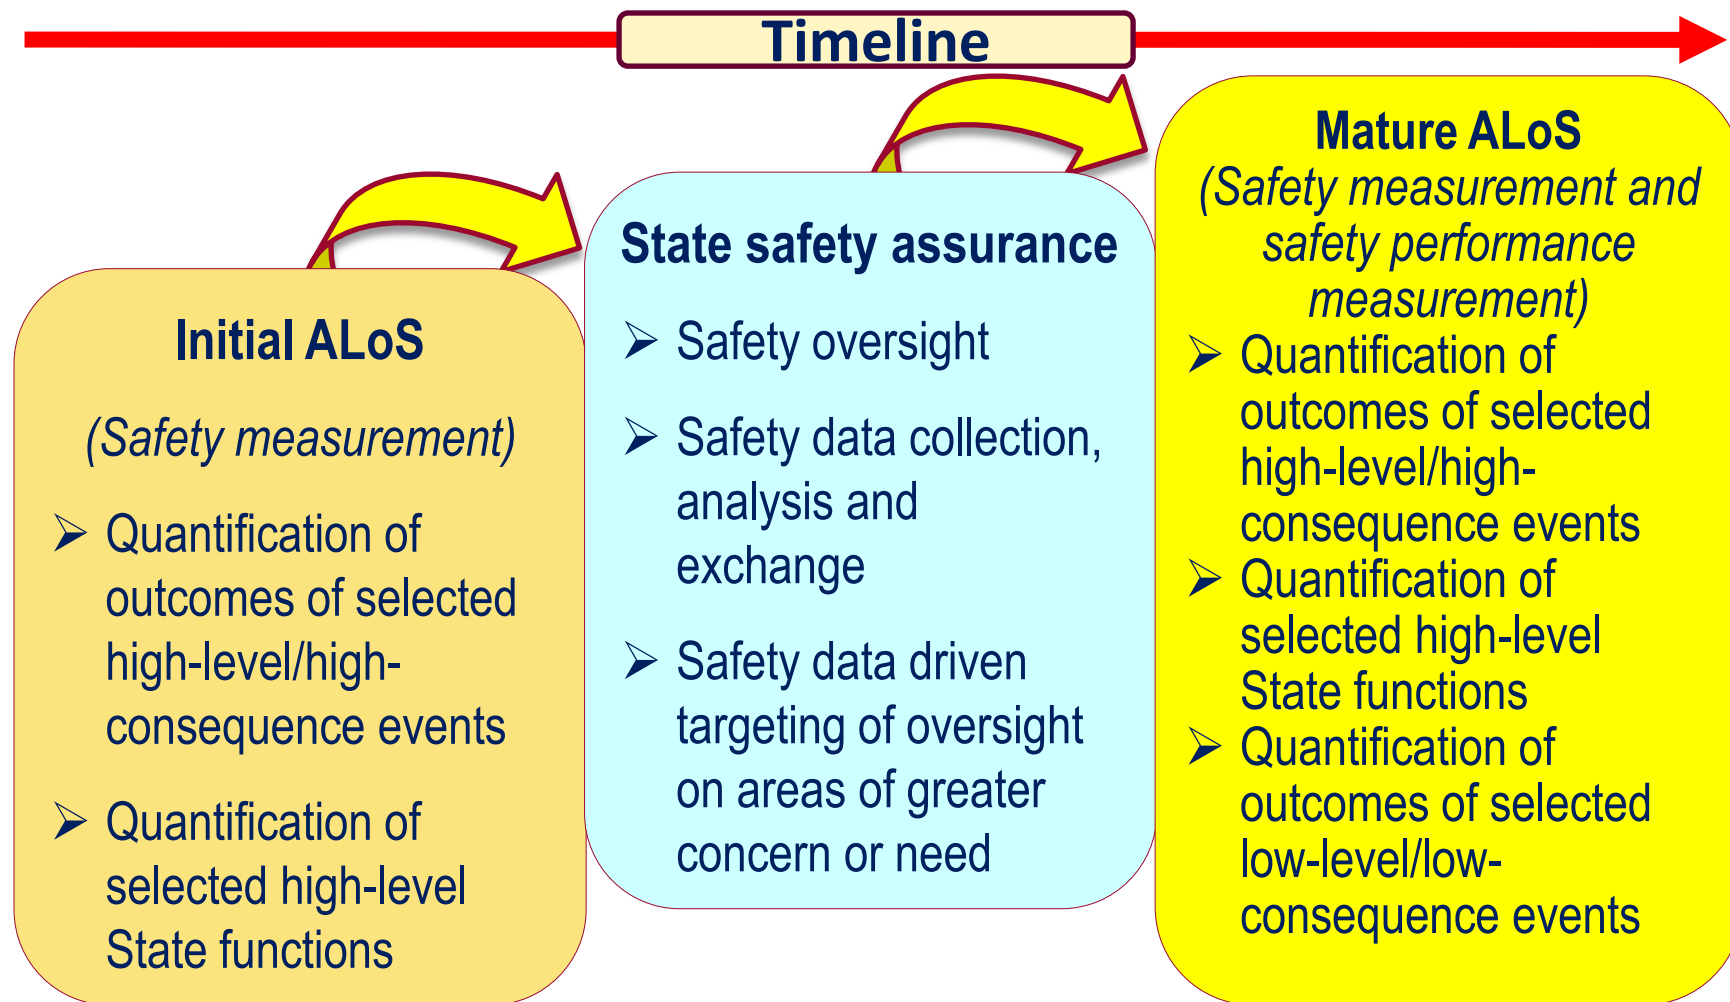 Timeline
Initial ALoS
(Safety measurement)
➢ Quantification of
outcomes of selected
high-level/high-
consequence events
➢ Quantification of
selected high-level
State functions
State safety assurance
➢ Safety oversight
➢ Safety data collection,
analysis and
exchange
➢ Safety data driven
targeting of oversight
on areas of greater
concern or need
Mature ALoS
(Safety measurement and
safety performance
measurement)
➢ Quantification of
outcomes of selected
high-level/high-
consequence events
➢ Quantification of
selected high-level
State functions
➢ Quantification of
outcomes of selected
low-level/low-
consequence events